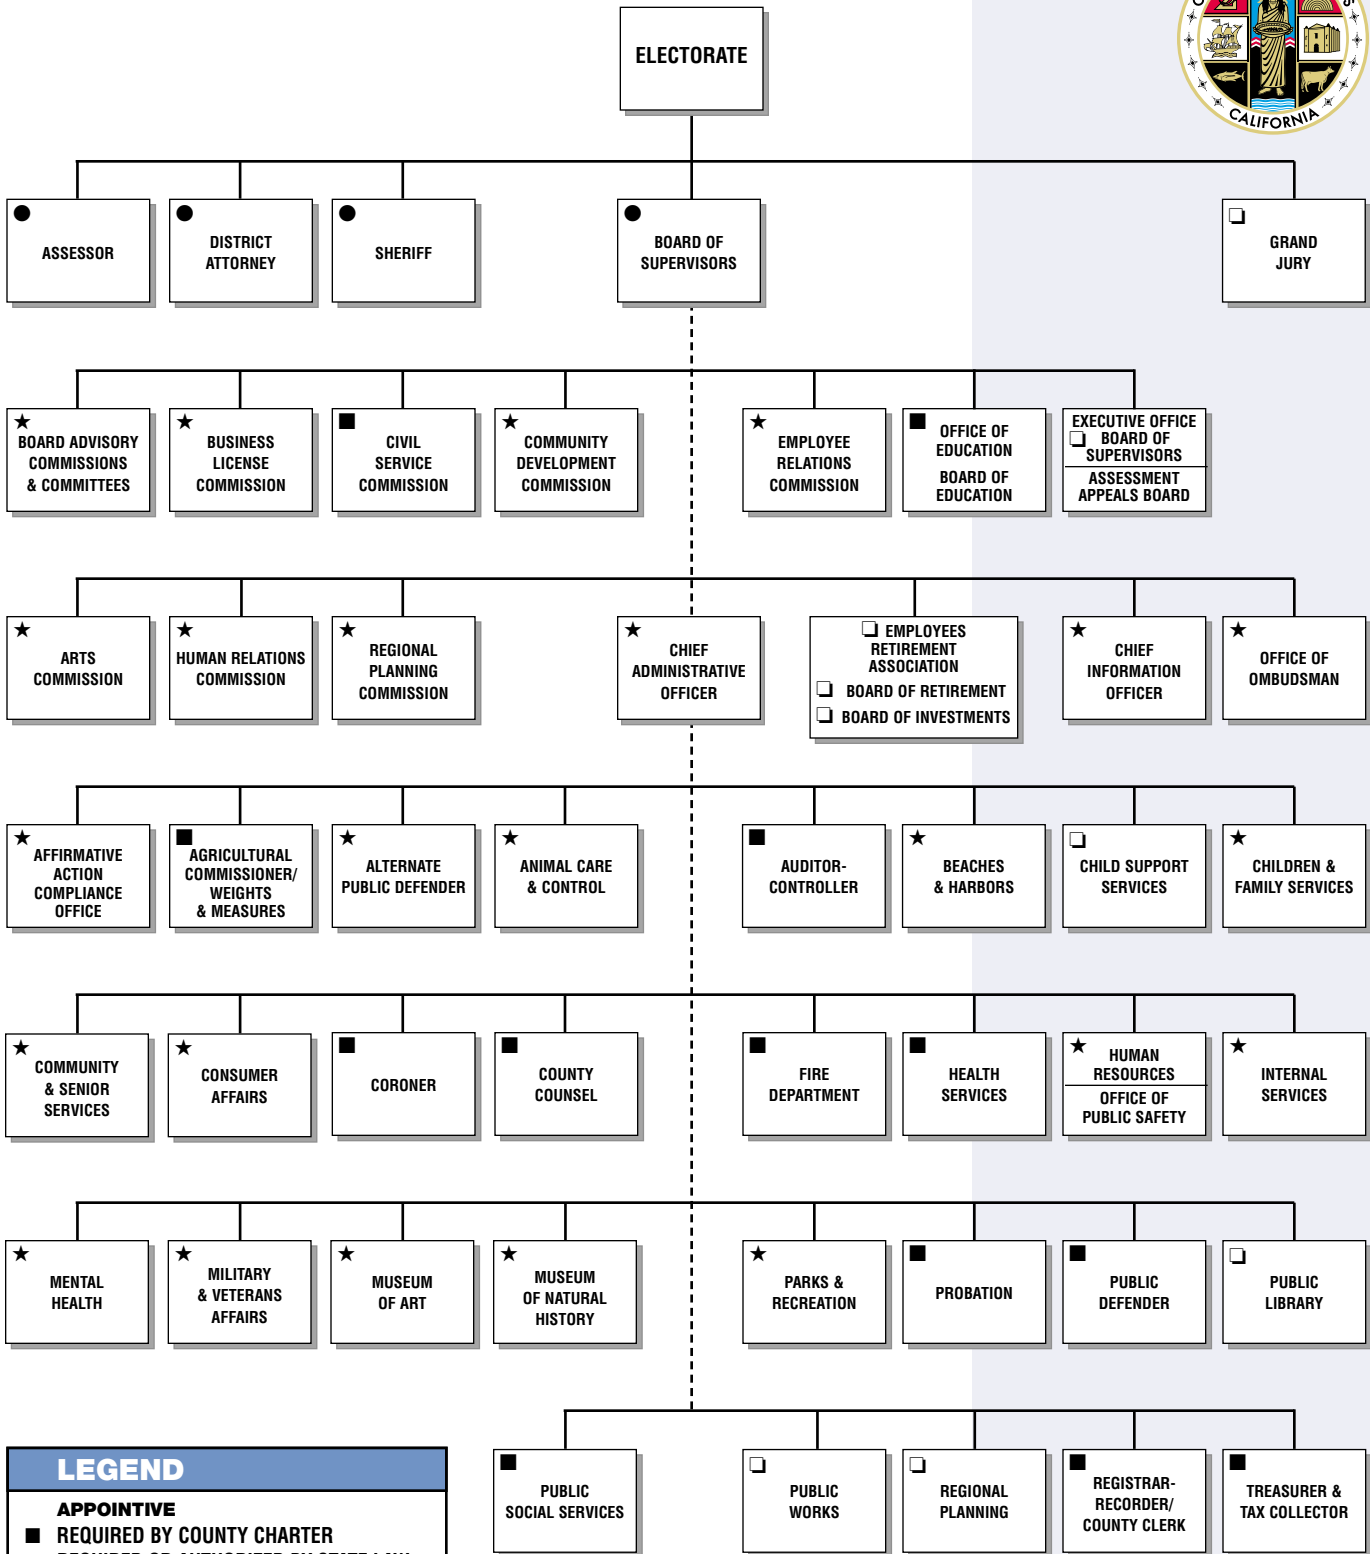 ELECTORATE
CALIFORNIA
ASSESSOR
DISTRICT
ATTORNEY
SHERIFF
BOARD OF
SUPERVISORS
GRAND
JURY
BOARD ADVISORY
COMMISSIONS
& COMMITTEES
BUSINESS
LICENSE
COMMISSION
CIVIL
SERVICE
COMMISSION
COMMUNITY
DEVELOPMENT
COMMISSION
EMPLOYEE
RELATIONS
COMMISSION
OFFICE OF
EDUCATION
BOARD OF
EDUCATION
EXECUTIVE OFFICE
BOARD OF
SUPERVISORS
ASSESSMENT
APPEALS BOARD
ARTS
COMMISSION
HUMAN RELATIONS
COMMISSION
REGIONAL
PLANNING
COMMISSION
CHIEF
ADMINISTRATIVE
OFFICER
EMPLOYEES
RETIREMENT
ASSOCIATION
BOARD OF RETIREMENT
BOARD OF INVESTMENTS
CHIEF
INFORMATION
OFFICER
OFFICE OF
OMBUDSMAN
AFFIRMATIVE
ACTION
COMPLIANCE
OFFICE
AGRICULTURAL
COMMISSIONER/
WEIGHTS
& MEASURES
ALTERNATE
PUBLIC DEFENDER
ANIMAL CARE
& CONTROL
AUDITOR-
CONTROLLER
BEACHES
& HARBORS
CHILD SUPPORT
SERVICES
CHILDREN &
FAMILY SERVICES
COMMUNITY
& SENIOR
SERVICES
CONSUMER
AFFAIRS
CORONER
COUNTY
COUNSEL
FIRE
DEPARTMENT
HEALTH
SERVICES
HUMAN
RESOURCES
OFFICE OF
PUBLIC SAFETY
INTERNAL
SERVICES
MENTAL
HEALTH
MILITARY
& VETERANS
AFFAIRS
MUSEUM
OF ART
MUSEUM
OF NATURAL
HISTORY
PARKS &
RECREATION
PROBATION
PUBLIC
DEFENDER
PUBLIC
LIBRARY
PUBLIC
SOCIAL SERVICES
PUBLIC
WORKS
REGIONAL
PLANNING
REGISTRAR-
RECORDER/
COUNTY CLERK
TREASURER &
TAX COLLECTOR
LEGEND
APPOINTIVE
REQUIRED BY COUNTY CHARTER
REQUIRED OR AUTHORIZED BY STATE LAW